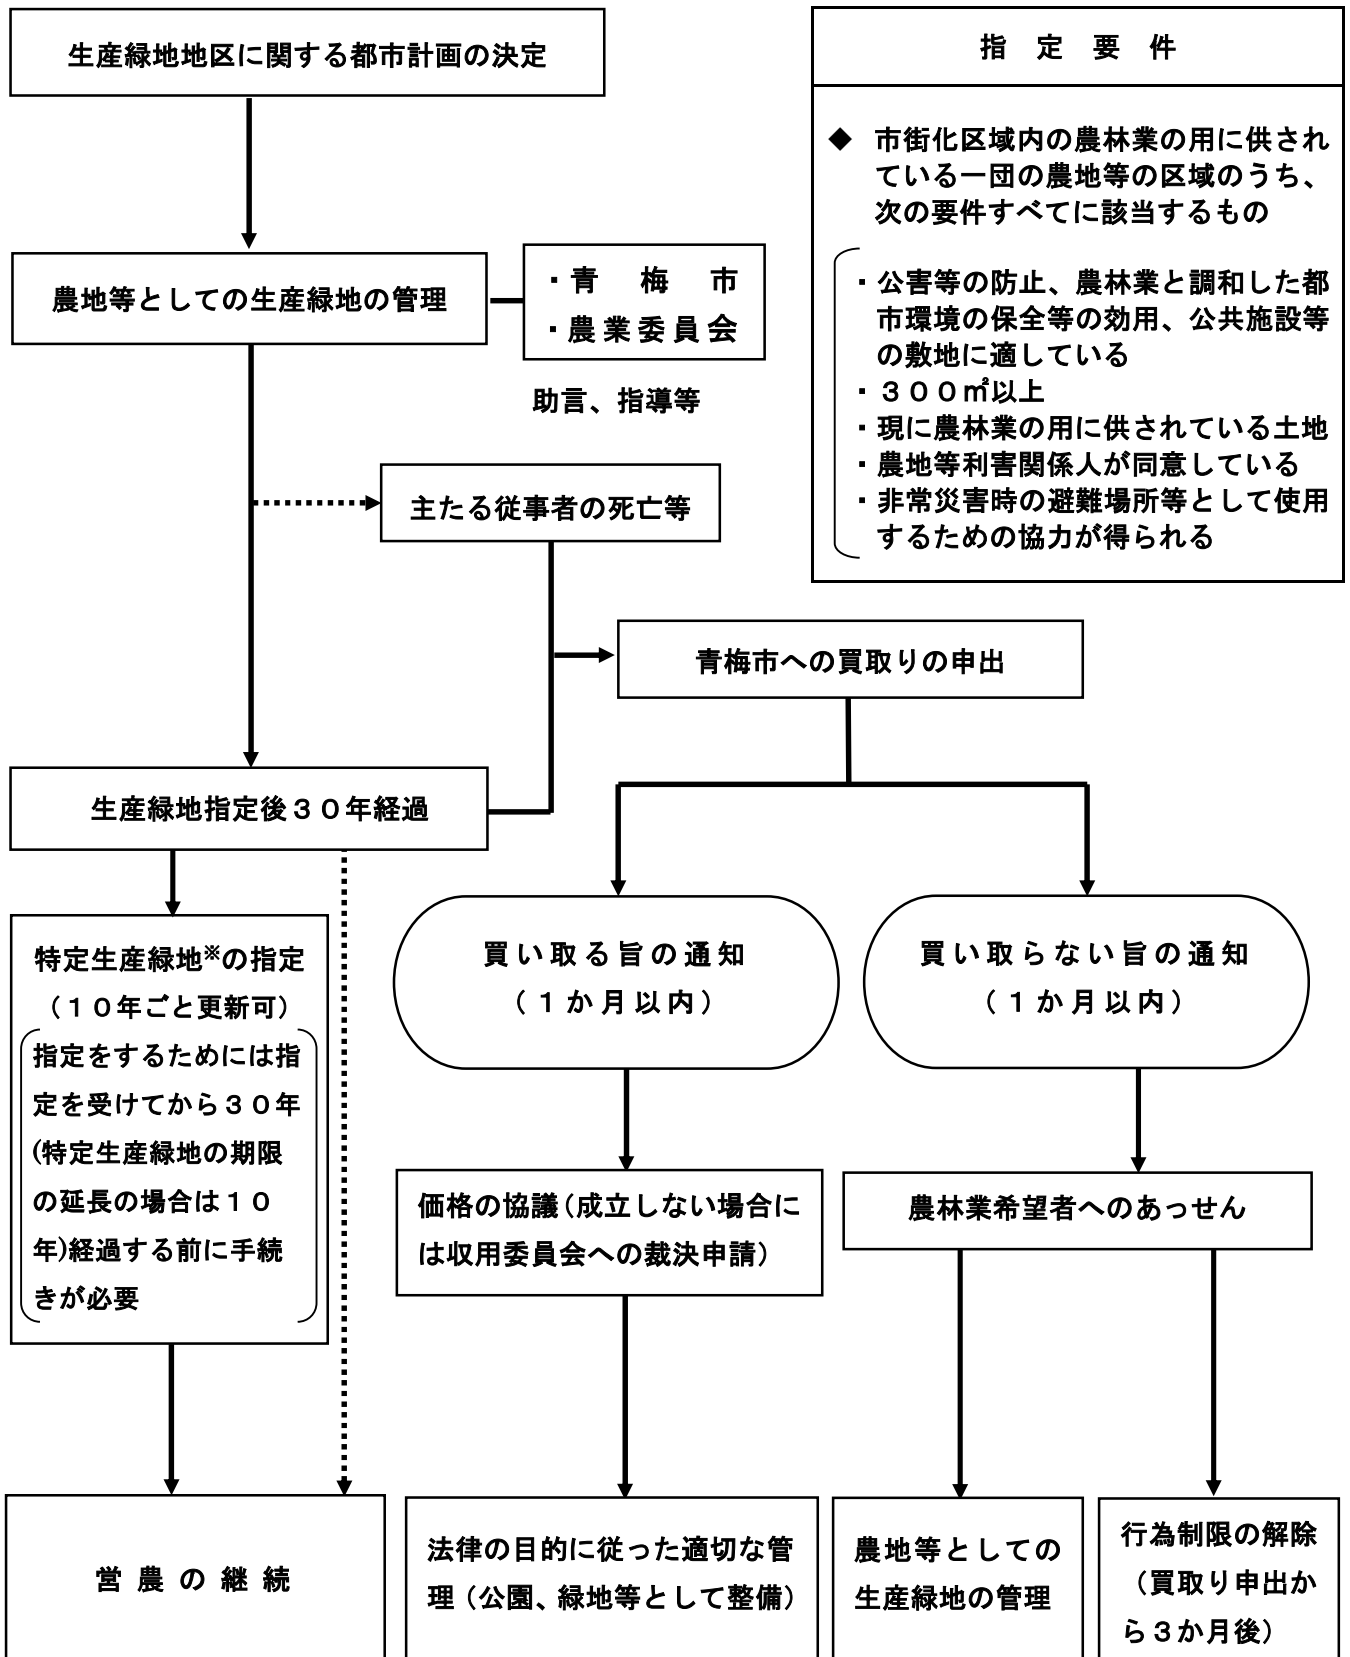 生産緑地地区に関する都市計画の決定
指定要件
◆ 市街化区域内の農林業の用に供され
ている一団の農地等の区域のうち、
次の要件すべてに該当するもの
・公害等の防止、農林業と調和した都
市環境の保全等の効用、公共施設等
の敷地に適している
・３００㎡以上
・現に農林業の用に供されている土地
・農地等利害関係人が同意している
・非常災害時の避難場所等として使用
するための協力が得られる
農地等としての生産緑地の管理
・青梅市
・農業委員会
助言、指導等
主たる従事者の死亡等
青梅市への買取りの申出
生産緑地指定後３０年経過
特定生産緑地※の指定
（１０年ごと更新可）
指定をするためには指
定を受けてから３０年
(特定生産緑地の期限
の延長の場合は１０
年)経過する前に手続
きが必要
買い取る旨の通知
（１か月以内）
買い取らない旨の通知
（１か月以内）
価格の協議（成立しない場合に
は収用委員会への裁決申請）
農林業希望者へのあっせん
営農の継続
法律の目的に従った適切な管
理（公園、緑地等として整備）
農地等としての
生産緑地の管理
行為制限の解除
（買取り申出か
ら３か月後）